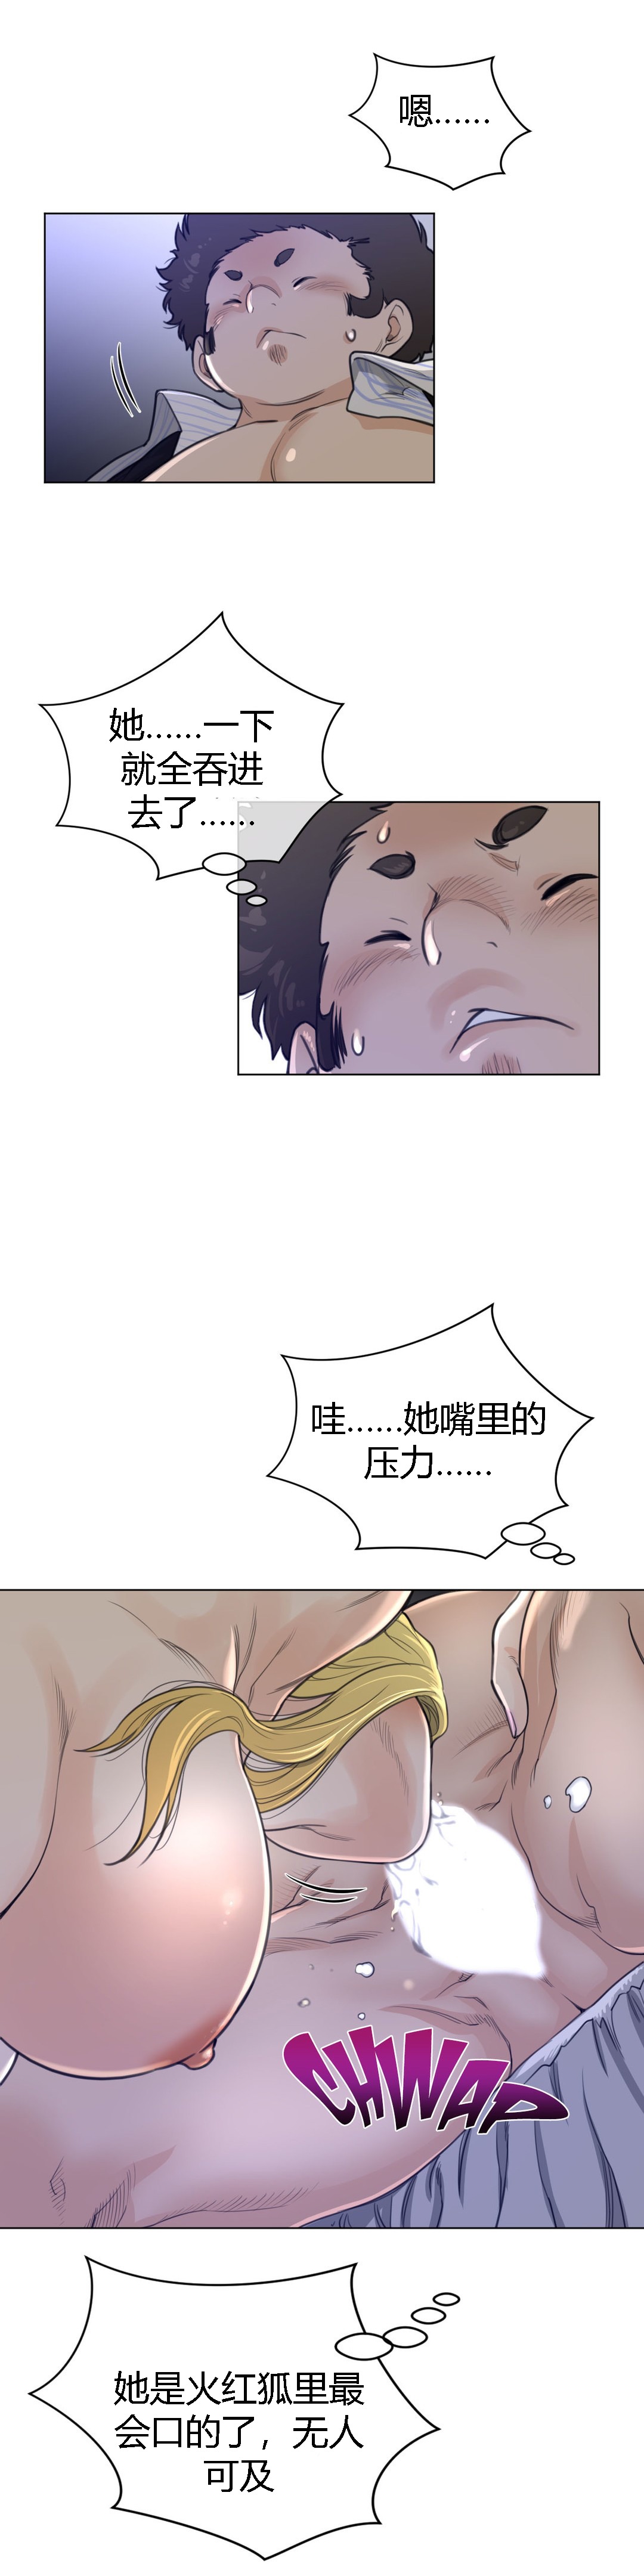 嗯……
她……一下
就全吞进
去了……
哇……她嘴里的
压力……
CHWAP
她是火红狐里最
会口的了，无人
可及